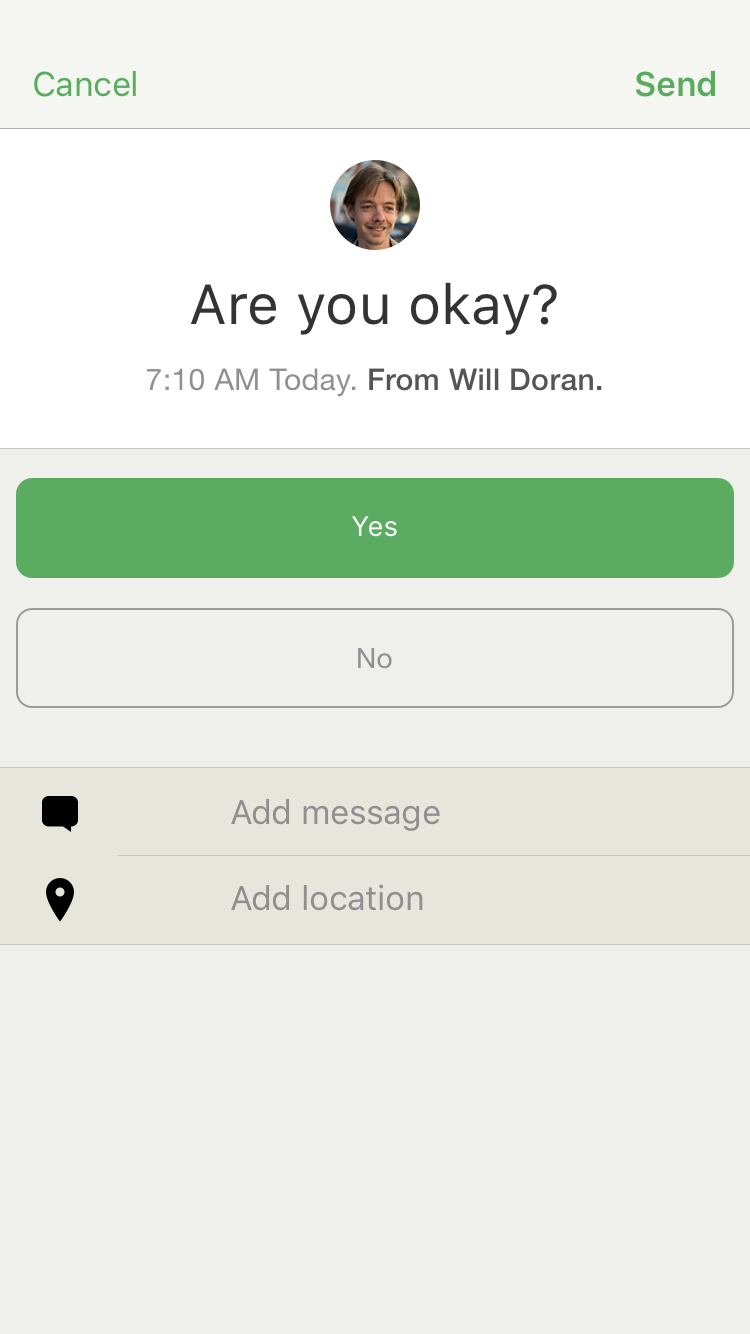 Cancel Send
Are you okay?
7:10 AM Today. From Will Doran.
Yes
No
Add message
Add location